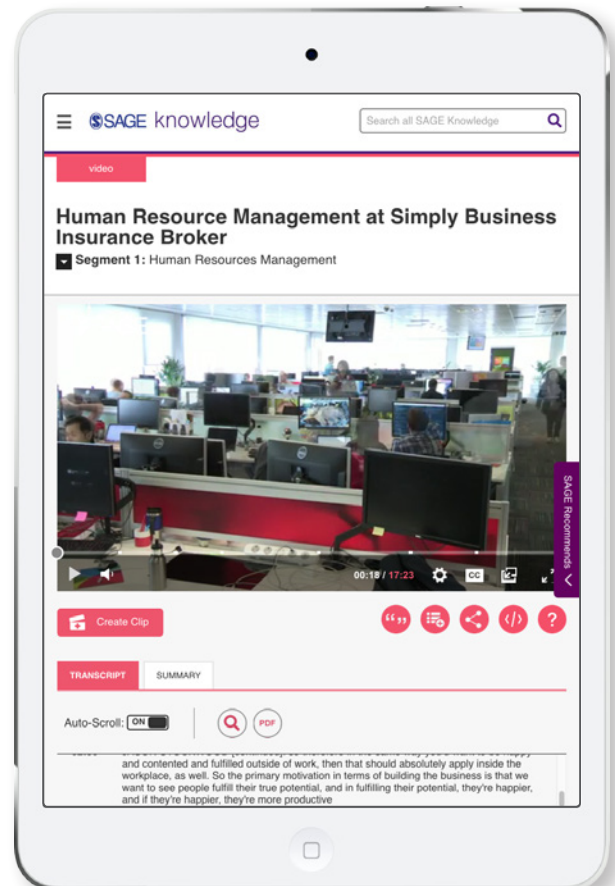 SAGE knowledge
Search all SAGE Knowledge
video
Human Resource Management at Simply Business
Insurance Broker
Segment 1: Human Resources Management
SAGE Recommends
00:18 / 17:23
CC
Create Clip
TRANSCRIPT
SUMMARY
Auto-Scroll: ON
PDF
and contented and fulfilled outside of work, then that should absolutely apply inside the
workplace, as well. So the primary motivation in terms of building the business is that we
want to see people fulfill their true potential, and in fulfilling their potential, they're happier,
and if they're happier, they're more productive